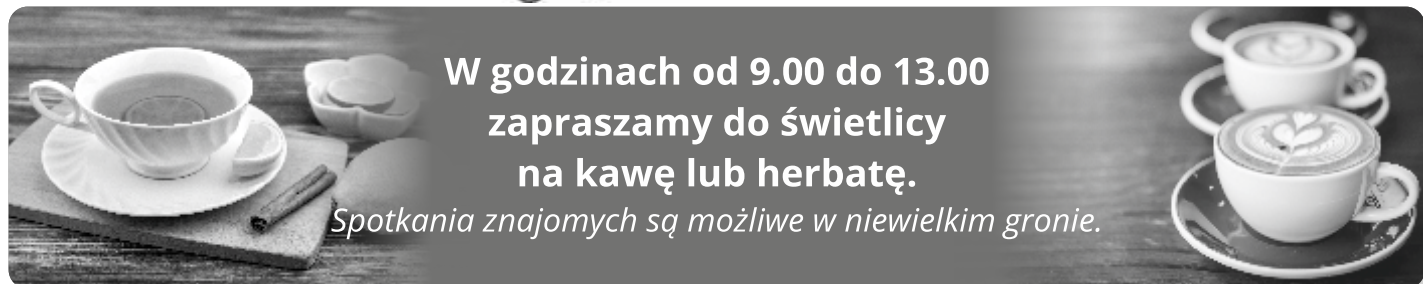 W godzinach od 9.00 do 13.00
zapraszamy do świetlicy
na kawę lub herbatę.
Spotkania znajomych są możliwe w niewielkim gronie.